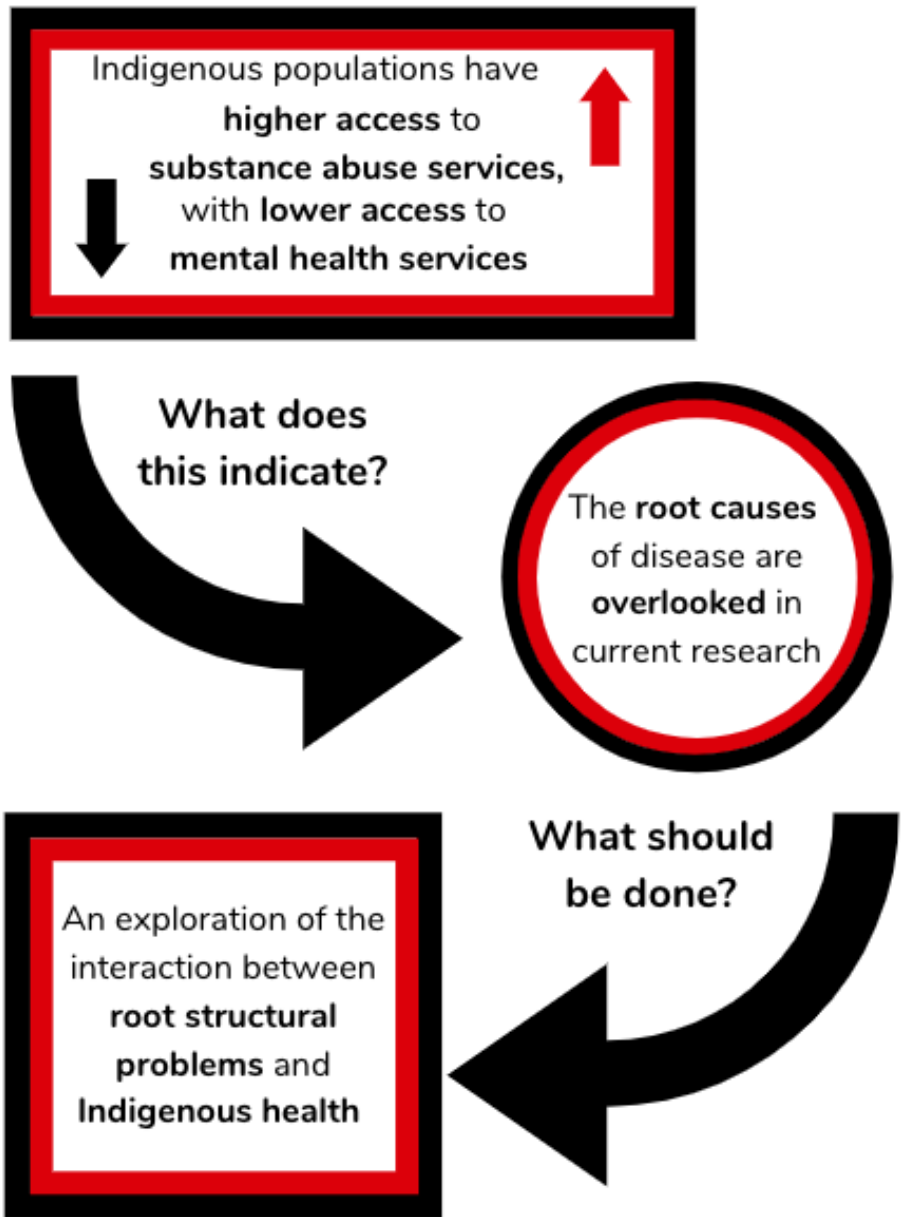 Indigenous populations have
higher access to
substance abuse services,
with lower access to
mental health services
What does
this indicate?
The root causes
of disease are
overlooked in
current research
What should
be done?
An exploration of the
interaction between
root structural
problems and
Indigenous health